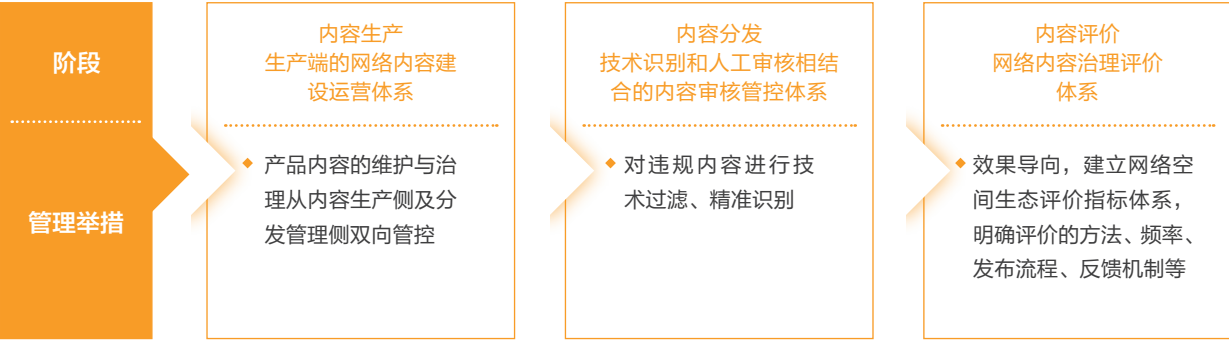 阶段
管理举措
内容生产
生产端的网络内容建
设运营体系
产品内容的维护与治
理从内容生产侧及分
发管理侧双向管控
内容分发
技术识别和人工审核相结
合的内容审核管控体系
对违规内容进行技
术过滤、精准识别
内容评价
网络内容治理评价
体系
效果导向，建立网络空
间生态评价指标体系，
明确评价的方法、频率、
发布流程、反馈机制等